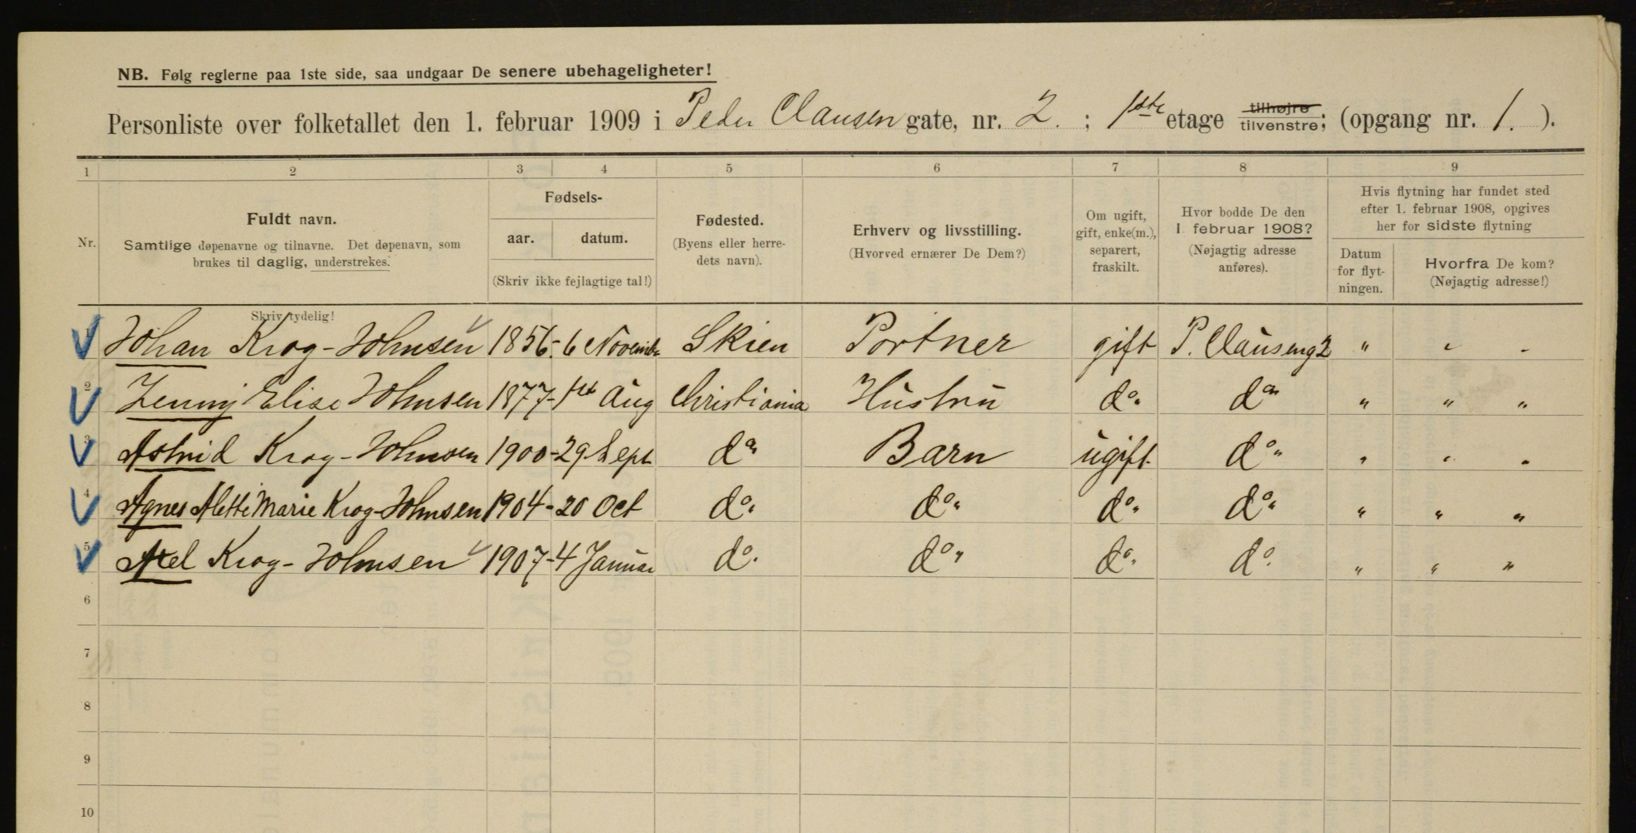 NB. Følg reglerne paa 1ste side, saa undgaar De senere ubehageligheter!
Personliste over folketallet den 1. februar 1909 i Peder Clausen gate, nr. 2. ; 1ste etage tilhøjre tilvenstre; (opgang nr. 1. ).
1 2 3 4 5 6 7 8 9
Nr.
Fuldt navn.
Samtlige døpenavne og tilnavne. Det døpenavn, som
brukes til daglig, understrekes.
Fødsels-
aar. datum.
(Skriv ikke fejlagtige tal!)
Fødested.
(Byens eller herre-
dets navn).
Erhverv og livsstilling.
(Hvorved ernærer De Dem?)
Om ugift,
gift, enke(m.),
separert,
fraskilt.
Hvor bodde De den
1. februar 1908?
(Nøjagtig adresse
anføres).
Hvis flytning har fundet sted
efter 1. februar 1908, opgives
her for sidste flytning
Datum
for flyt-
ningen.
Hvorfra De kom?
(Nøjagtig adresse!)
Skriv tydelig!
1 Johan Krog-Johnsen 1856 - 6 Novembr Skien Portner gift P. Clauseng 2 " " "
2 Jenny Elise Johnsen 1877 - 1ste Aug Christiania Hustru do. do. " " "
3 Astrid Krog-Johnsen 1900 - 29 Sept do. Barn ugift do. " " "
4 Agnes Alette Marie Krog-Johnsen 1904 - 20 Oct do. do. do. do. " " "
5 Axel Krog-Johnsen 1907 - 4 Januar do. do. do. do. " " "
6
7
8
9
10